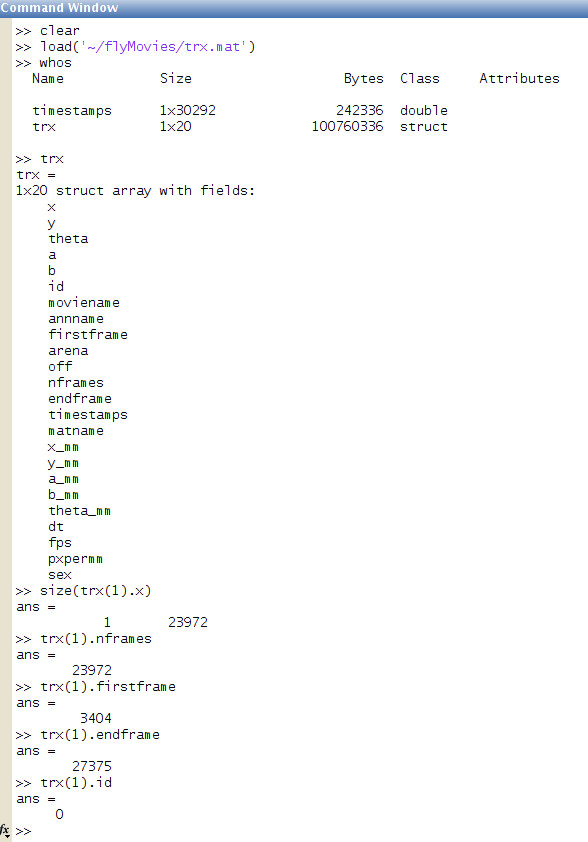 Command Window
>> clear
>> load('~/flyMovies/trx.mat')
>> whos
  Name            Size                   Bytes  Class     Attributes

  timestamps      1x30292               242336  double
  trx             1x20               100760336  struct

>> trx
trx =
1x20 struct array with fields:
    x
    y
    theta
    a
    b
    id
    moviename
    annname
    firstframe
    arena
    off
    nframes
    endframe
    timestamps
    matname
    x_mm
    y_mm
    a_mm
    b_mm
    theta_mm
    dt
    fps
    pxpermm
    sex
>> size(trx(1).x)
ans =
           1       23972
>> trx(1).nframes
ans =
       23972
>> trx(1).firstframe
ans =
        3404
>> trx(1).endframe
ans =
       27375
>> trx(1).id
ans =
     0
fx >>